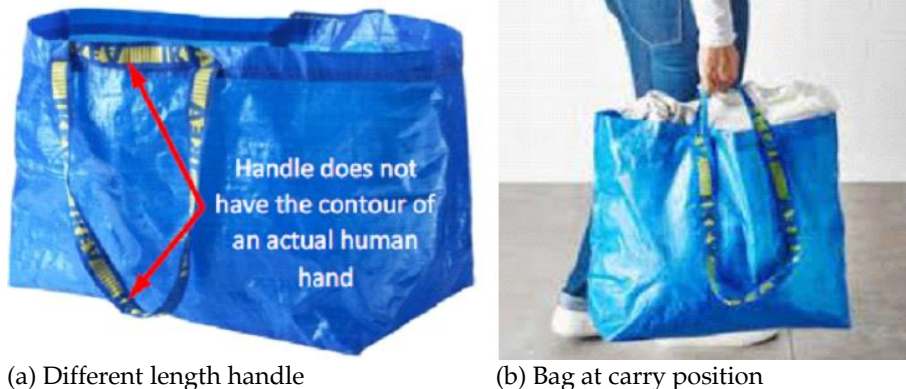 Handle does not
have the contour of
an actual human
hand
(a) Different length handle
(b) Bag at carry position